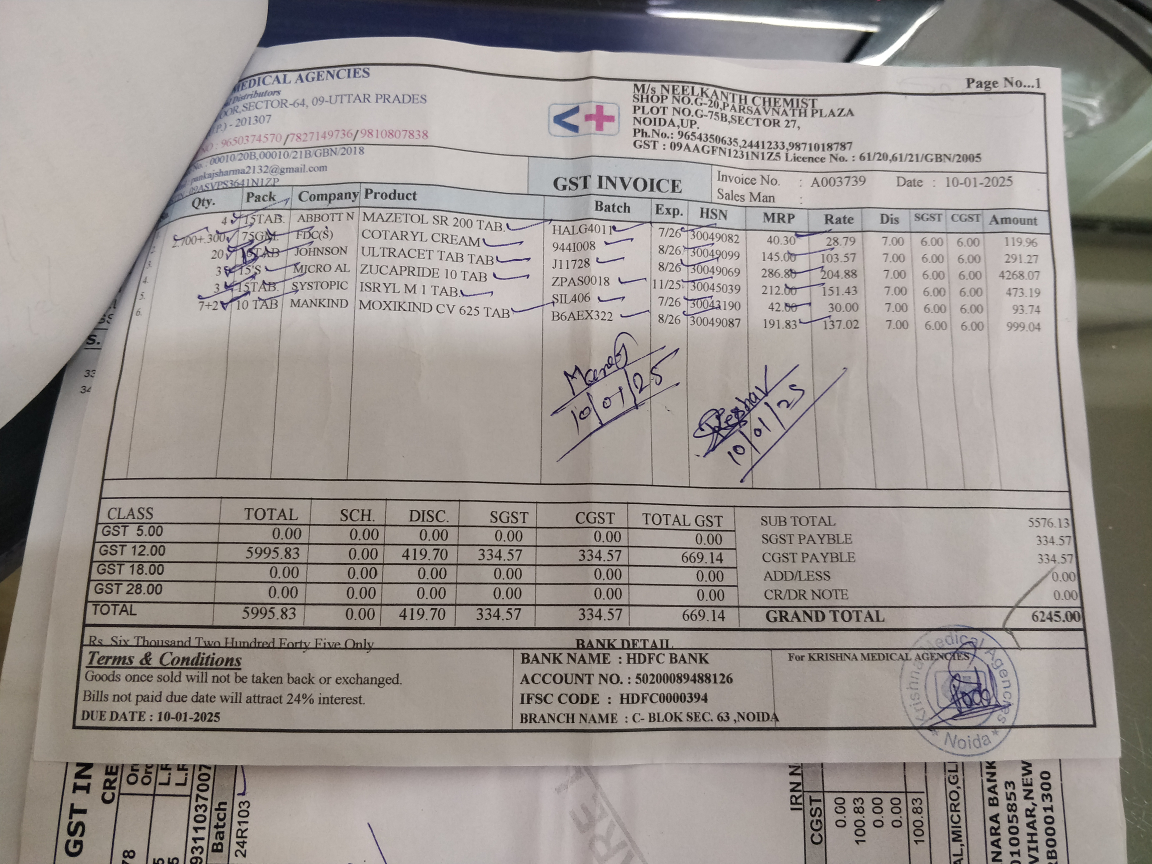 Page No...1
MEDICAL AGENCIES
Distributors
SECTOR-64, 09-UTTAR PRADES
- 201307
9650374570 /7827149736/9810807838
00010/20B,00010/21B/GBN/2018
pankajsharma2132@gmail.com
09ASVPS3641N1ZP
M/s NEELKANTH CHEMIST
SHOP NO.G-20,PARSAVNATH PLAZA
PLOT NO.G-75B,SECTOR 27,
NOIDA,UP.
Ph.No.: 9654350635,2441233,9871018787
GST : 09AAGFN1231N1Z5 Licence No. : 61/20,61/21/GBN/2005
GST INVOICE
Invoice No. : A003739 Date : 10-01-2025
Sales Man :
Qty. Pack Company Product Batch Exp. HSN MRP Rate Dis SGST CGST Amount
4 15TAB. ABBOTT N MAZETOL SR 200 TAB. HALG4011 7/26 30049082 40.30 28.79 7.00 6.00 6.00 119.96
2.700+.300 75GM FDC(S) COTARYL CREAM 944I008 8/26 30049099 145.00 103.57 7.00 6.00 6.00 291.27
20 TAB JOHNSON ULTRACET TAB TAB J11728 8/26 30049069 286.80 204.88 7.00 6.00 6.00 4268.07
3 15'S MICRO AL ZUCAPRIDE 10 TAB ZPAS0018 11/25 30045039 212.00 151.43 7.00 6.00 6.00 473.19
3 15TAB SYSTOPIC ISRYL M 1 TAB SIL406 7/26 30043190 42.00 30.00 7.00 6.00 6.00 93.74
7+2 10 TAB MANKIND MOXIKIND CV 625 TAB B6AEX322 8/26 30049087 191.83 137.02 7.00 6.00 6.00 999.04
10/01/25
10/01/25
CLASS TOTAL SCH. DISC. SGST CGST TOTAL GST
GST 5.00 0.00 0.00 0.00 0.00 0.00 0.00
GST 12.00 5995.83 0.00 419.70 334.57 334.57 669.14
GST 18.00 0.00 0.00 0.00 0.00 0.00 0.00
GST 28.00 0.00 0.00 0.00 0.00 0.00 0.00
TOTAL 5995.83 0.00 419.70 334.57 334.57 669.14
SUB TOTAL 5576.13
SGST PAYBLE 334.57
CGST PAYBLE 334.57
ADD/LESS 0.00
CR/DR NOTE 0.00
GRAND TOTAL 6245.00
Rs. Six Thousand Two Hundred Forty Five Only
Terms & Conditions
Goods once sold will not be taken back or exchanged.
Bills not paid due date will attract 24% interest.
DUE DATE : 10-01-2025
BANK DETAIL
BANK NAME : HDFC BANK
ACCOUNT NO. : 50200089488126
IFSC CODE : HDFC0000394
BRANCH NAME : C- BLOK SEC. 63 ,NOIDA
For KRISHNA MEDICAL AGENCIES
Krishna Medical Agencies
Noida
GST IN
CRE
L.R
L.R
931103700
Batch
24R103
IRN N
CGST
0.00
100.83
0.00
0.00
100.83
AL,MICRO,GL
NARA BANK
01005853
VIHAR,NEW
RB0001300